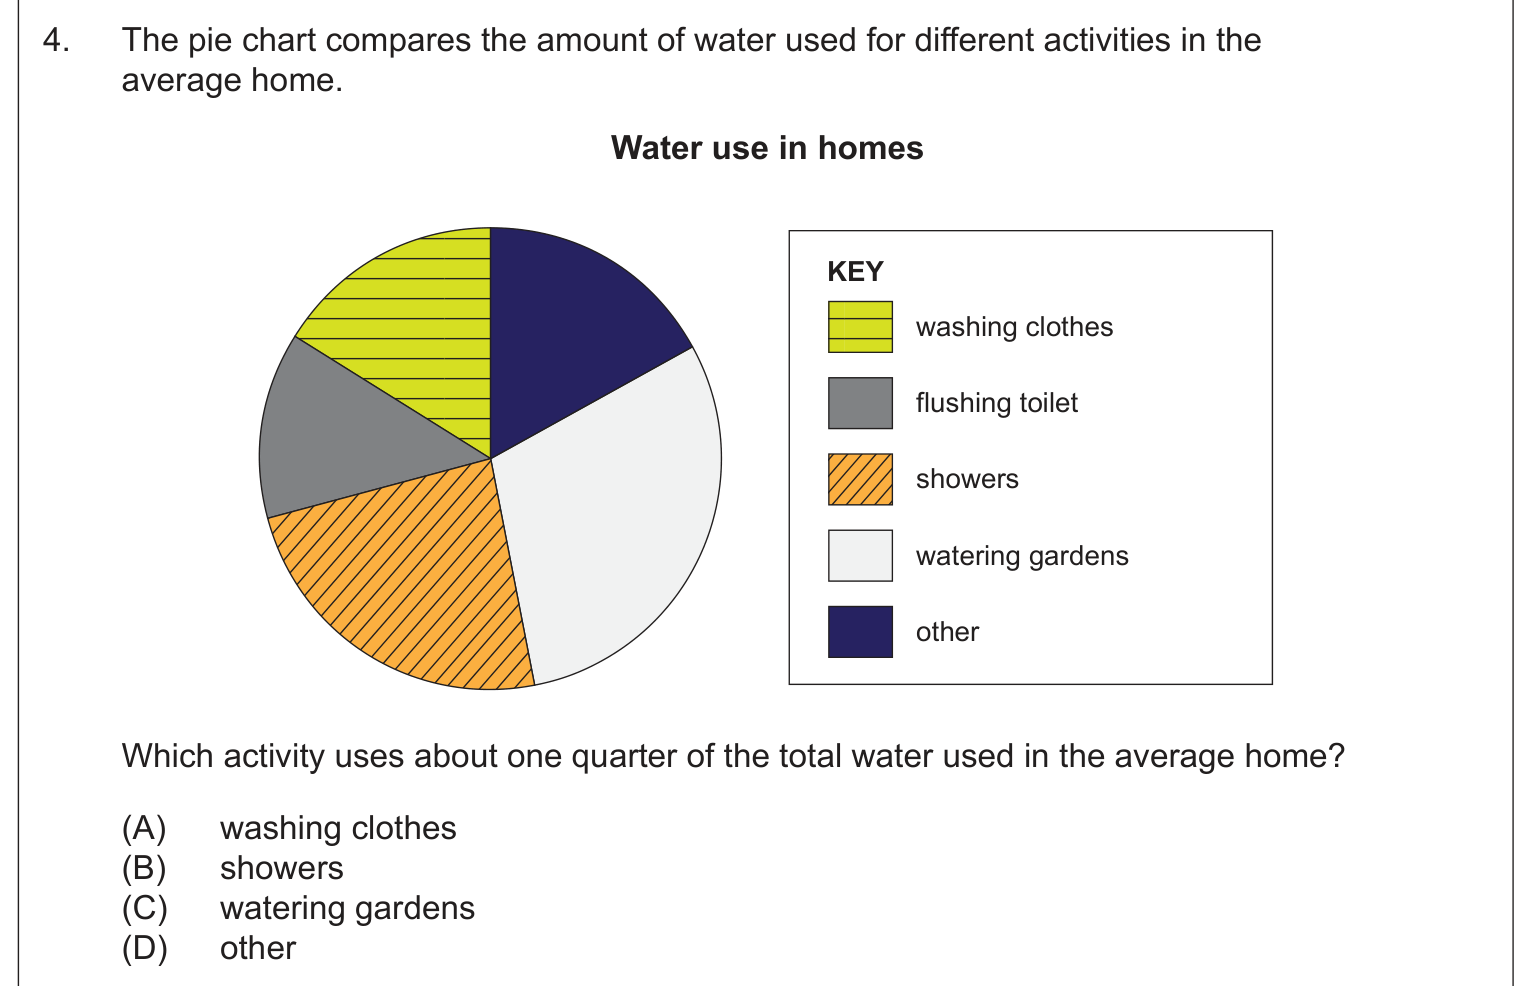 4. The pie chart compares the amount of water used for different activities in the
average home.
Water use in homes
KEY
washing clothes
flushing toilet
showers
watering gardens
other
Which activity uses about one quarter of the total water used in the average home?
(A) washing clothes
(B) showers
(C) watering gardens
(D) other